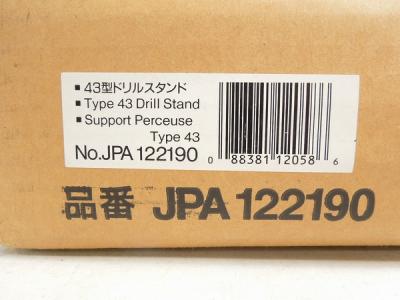 ▪ 43型ドリルスタンド
▪ Type 43 Drill Stand
▪ Support Perceuse
Type 43
No.JPA 122190
0 88381 12058 6
品番 JPA 122190